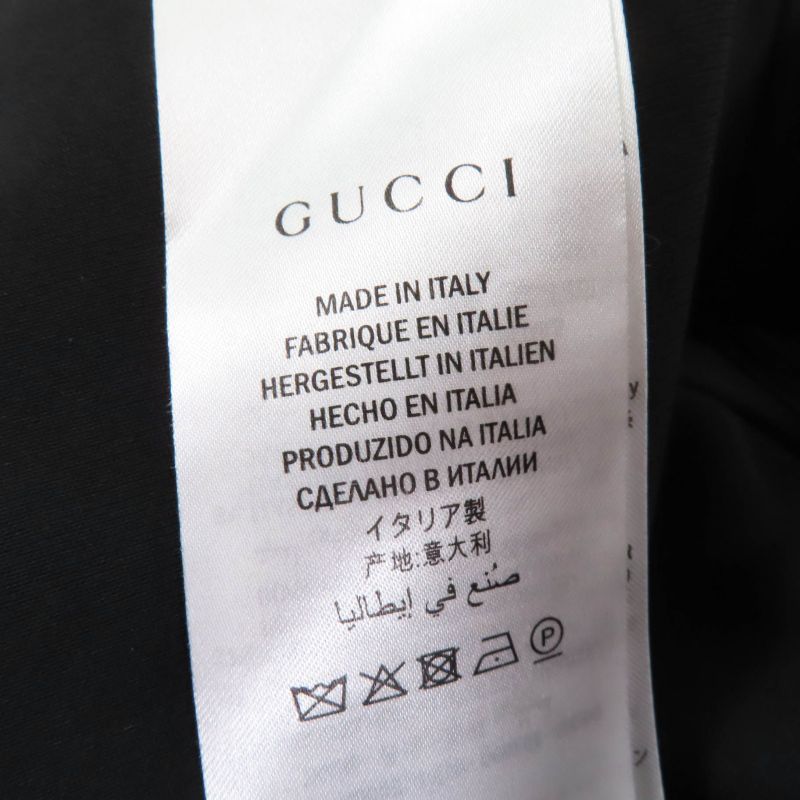 GUCCI
MADE IN ITALY
FABRIQUE EN ITALIE
HERGESTELLT IN ITALIEN
HECHO EN ITALIA
PRODUZIDO NA ITALIA
СДЕЛАНО В ИТАЛИИ
イタリア製
产地:意大利
صُنع في إيطاليا
P